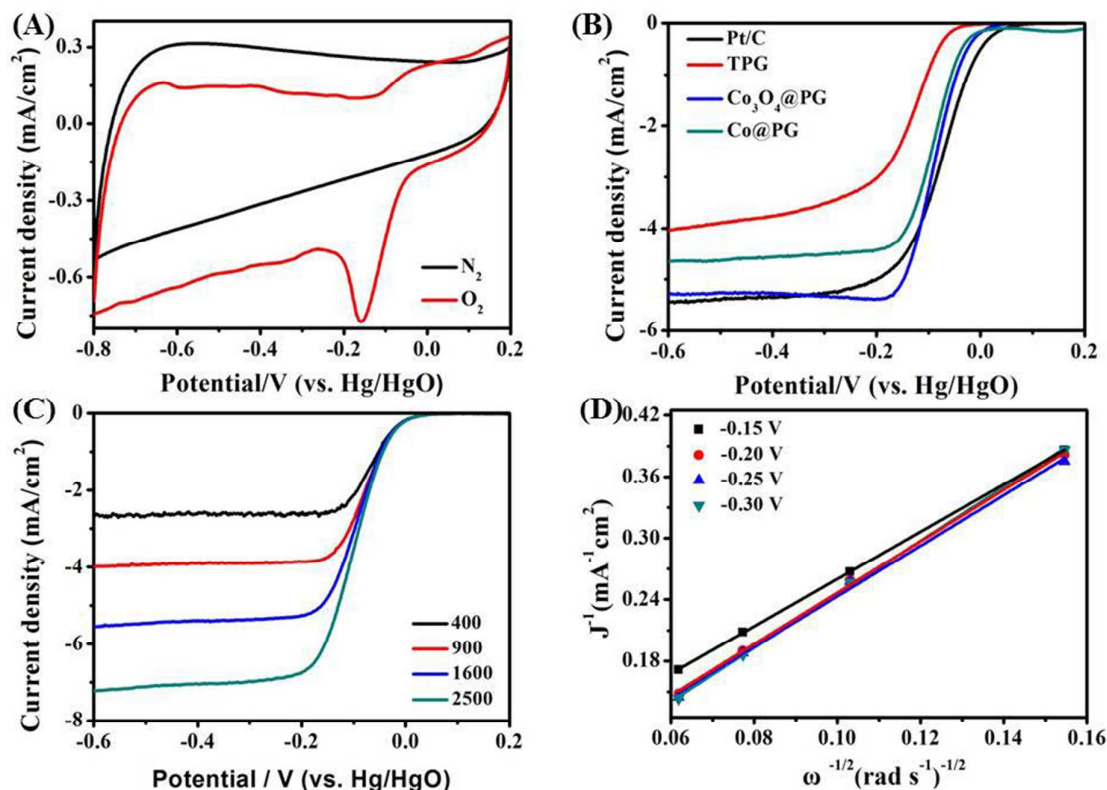 (A)
Current density (mA/cm²)
0.3
0.0
-0.3
-0.6
N₂
O₂
-0.8 -0.6 -0.4 -0.2 0.0 0.2
Potential/V (vs. Hg/HgO)
(B)
Current density (mA/cm²)
0
-2
-4
-6
Pt/C
TPG
Co₃O₄@PG
Co@PG
-0.6 -0.4 -0.2 0.0 0.2
Potential/V (vs. Hg/HgO)
(C)
Current density (mA/cm²)
0
-2
-4
-6
-8
400
900
1600
2500
-0.6 -0.4 -0.2 0.0 0.2
Potential / V (vs. Hg/HgO)
(D)
J⁻¹(mA⁻¹ cm²)
0.42
0.36
0.30
0.24
0.18
-0.15 V
-0.20 V
-0.25 V
-0.30 V
0.06 0.08 0.10 0.12 0.14 0.16
ω ⁻¹/²(rad s⁻¹)⁻¹/²